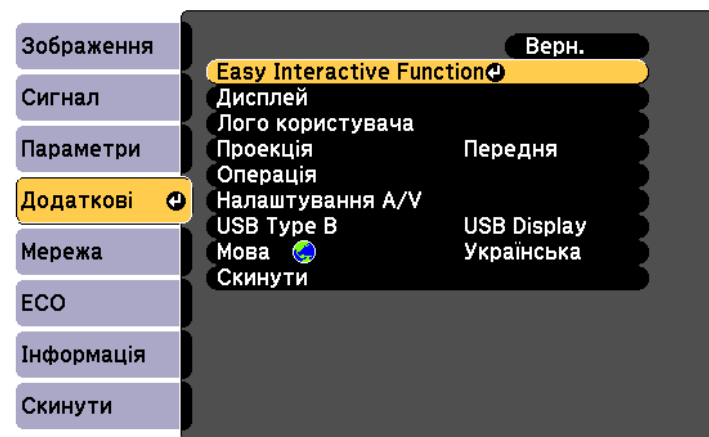 Зображення
Сигнал
Параметри
Додаткові
Мережа
ECO
Інформація
Скинути
Верн.
Easy Interactive Function
Дисплей
Лого користувача
Проекція Передня
Операція
Налаштування A/V
USB Type B USB Display
Мова Українська
Скинути